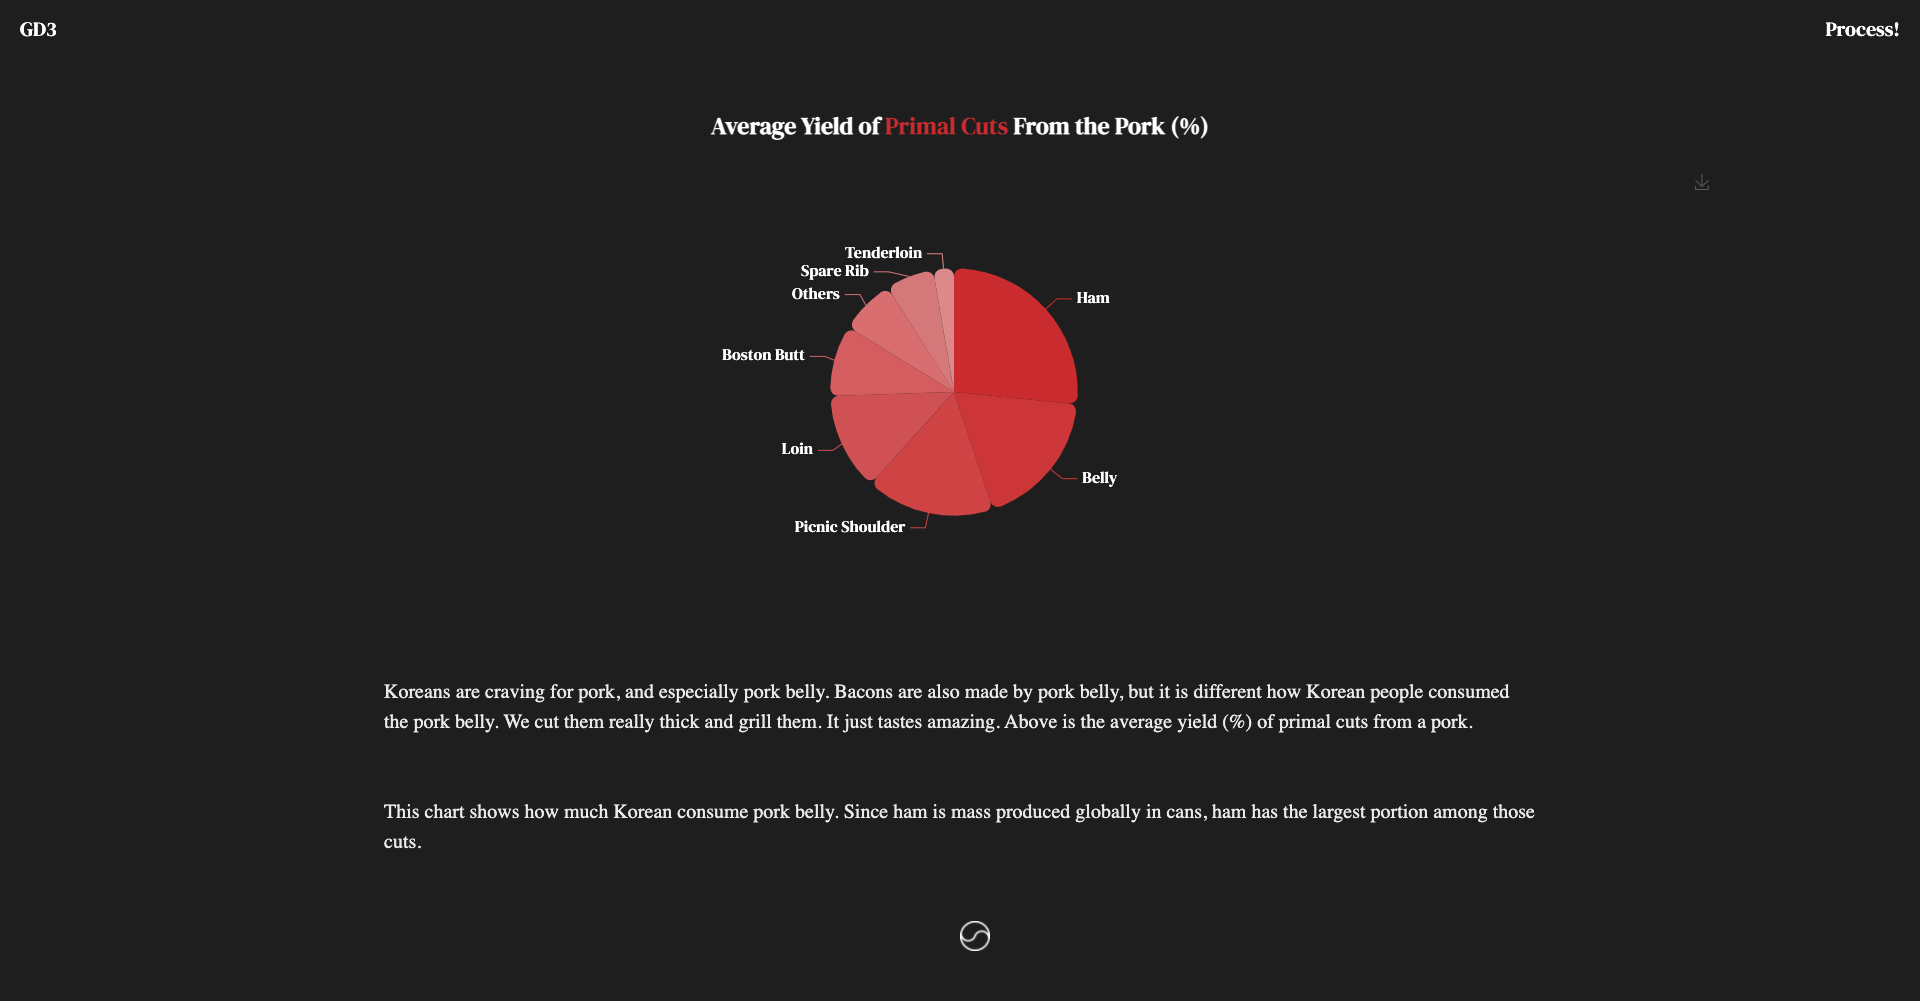 GD3
Process!
Average Yield of Primal Cuts From the Pork (%)
Tenderloin
Spare Rib
Others
Ham
Boston Butt
Loin
Belly
Picnic Shoulder
Koreans are craving for pork, and especially pork belly. Bacons are also made by pork belly, but it is different how Korean people consumed
the pork belly. We cut them really thick and grill them. It just tastes amazing. Above is the average yield (%) of primal cuts from a pork.
This chart shows how much Korean consume pork belly. Since ham is mass produced globally in cans, ham has the largest portion among those
cuts.